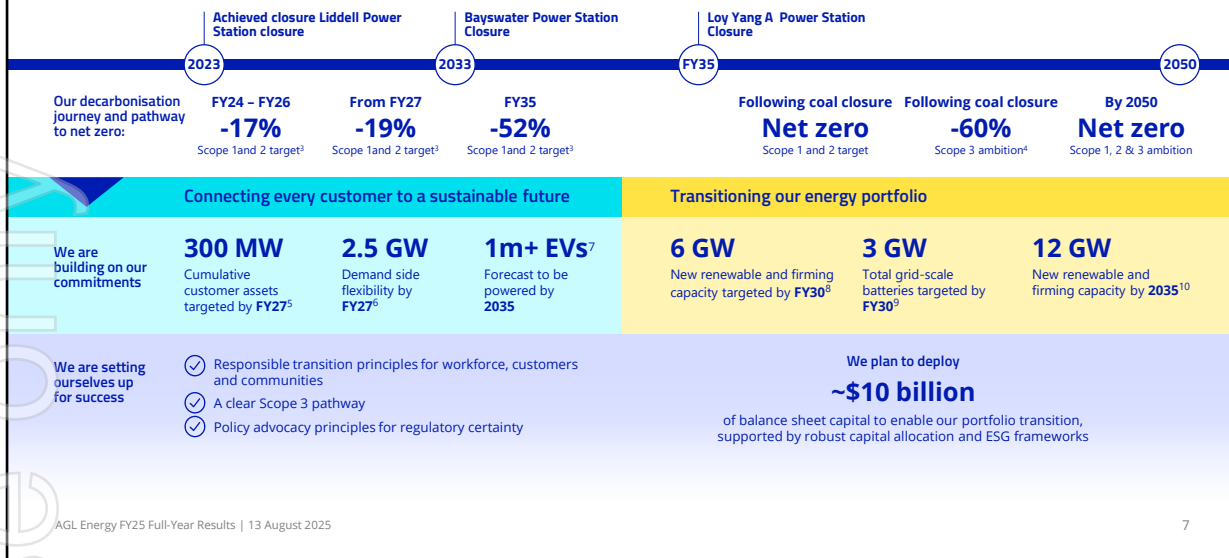 Achieved closure Liddell Power
Station closure
Bayswater Power Station
Closure
Loy Yang A Power Station
Closure
2023
2033
FY35
2050
Our decarbonisation
journey and pathway
to net zero:
FY24 – FY26
-17%
Scope 1and 2 target³
From FY27
-19%
Scope 1and 2 target³
FY35
-52%
Scope 1and 2 target³
Following coal closure
Net zero
Scope 1 and 2 target
Following coal closure
-60%
Scope 3 ambition⁴
By 2050
Net zero
Scope 1, 2 & 3 ambition
Connecting every customer to a sustainable future
Transitioning our energy portfolio
We are
building on our
commitments
300 MW
Cumulative
customer assets
targeted by FY27⁵
2.5 GW
Demand side
flexibility by
FY27⁶
1m+ EVs⁷
Forecast to be
powered by
2035
6 GW
New renewable and firming
capacity targeted by FY30⁸
3 GW
Total grid-scale
batteries targeted by
FY30⁹
12 GW
New renewable and
firming capacity by 2035¹⁰
We are setting
ourselves up
for success
Responsible transition principles for workforce, customers
and communities
A clear Scope 3 pathway
Policy advocacy principles for regulatory certainty
We plan to deploy
~$10 billion
of balance sheet capital to enable our portfolio transition,
supported by robust capital allocation and ESG frameworks
AGL Energy FY25 Full-Year Results | 13 August 2025
7